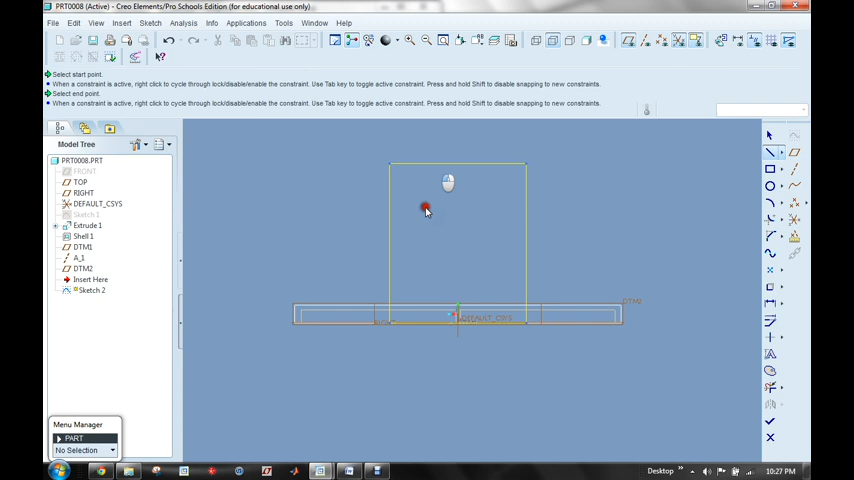 PRT0008 (Active) - Creo Elements/Pro Schools Edition (for educational use only)
File Edit View Insert Sketch Analysis Info Applications Tools Window Help
Select start point.
When a constraint is active, right click to cycle through lock/disable/enable the constraint. Use Tab key to toggle active constraint. Press and hold Shift to disable snapping to new constraints.
Select end point.
When a constraint is active, right click to cycle through lock/disable/enable the constraint. Use Tab key to toggle active constraint. Press and hold Shift to disable snapping to new constraints.
Model Tree
PRT0008.PRT
FRONT
TOP
RIGHT
DEFAULT_CSYS
Sketch 1
Extrude 1
Shell 1
DTM1
A_1
DTM2
Insert Here
Sketch 2
DTM2
RIGHT DEFAULT_CSYS
Menu Manager
PART
No Selection
Desktop 10:27 PM